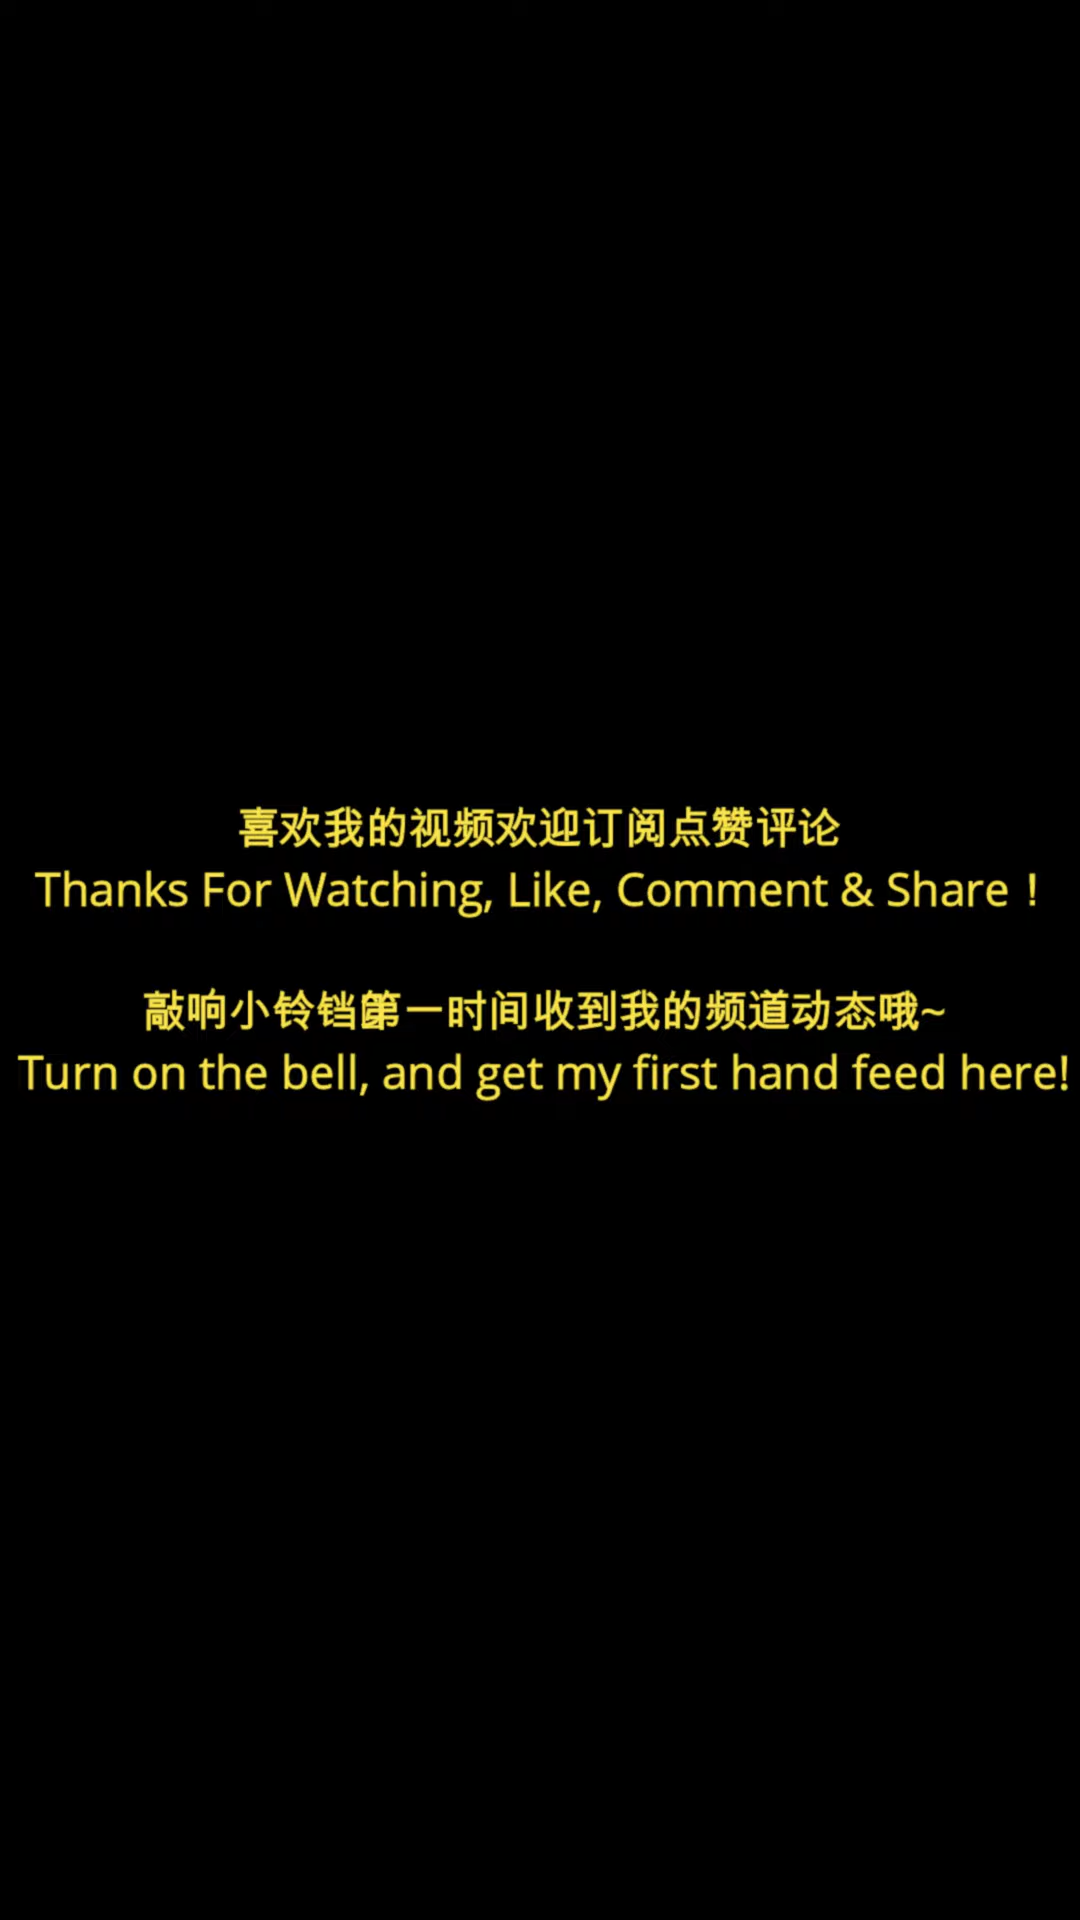 喜欢我的视频欢迎订阅点赞评论
Thanks For Watching, Like, Comment & Share！
敲响小铃铛第一时间收到我的频道动态哦~
Turn on the bell, and get my first hand feed here!